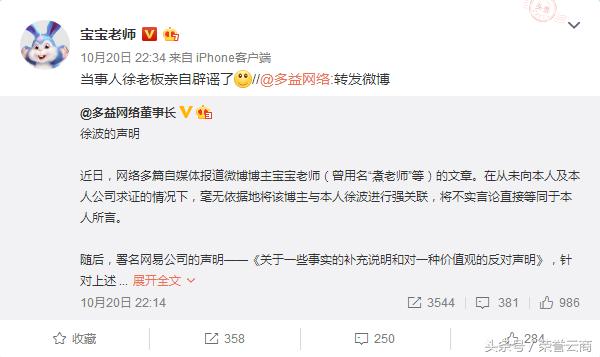 宝宝老师
10月20日 22:34 来自 iPhone客户端
当事人徐老板亲自辟谣了//@多益网络:转发微博
@多益网络董事长
徐波的声明
近日，网络多篇自媒体报道微博博主宝宝老师（曾用名“煮老师”等）的文章。在从未向本人及本
人公司求证的情况下，毫无依据地将该博主与本人徐波进行强关联，将不实言论直接等同于本
人所言。
随后，署名网易公司的声明——《关于一些事实的补充说明和对一种价值观的反对声明》，针
对上述 ... 展开全文
10月20日 22:14
3544
381
986
收藏
358
250
284
头条号／荣誉云商